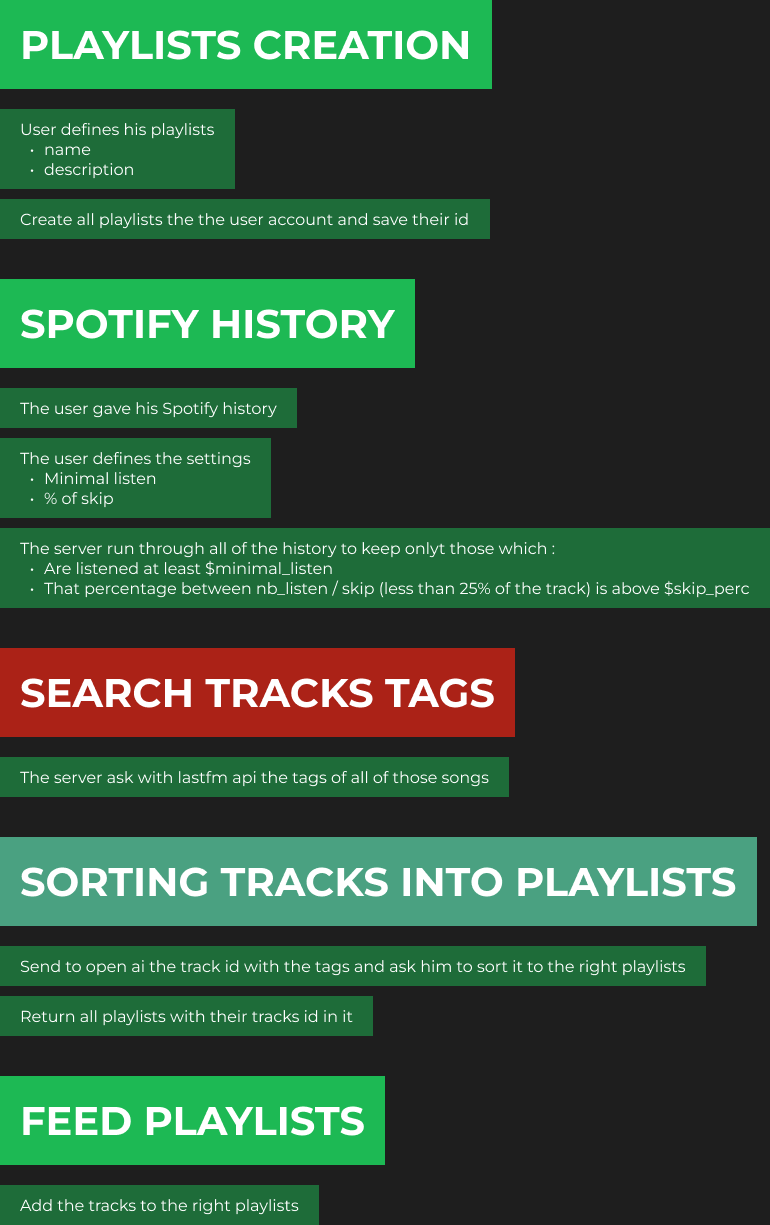 PLAYLISTS CREATION
User defines his playlists
• name
• description
Create all playlists the the user account and save their id
SPOTIFY HISTORY
The user gave his Spotify history
The user defines the settings
• Minimal listen
• % of skip
The server run through all of the history to keep onlyt those which :
• Are listened at least $minimal_listen
• That percentage between nb_listen / skip (less than 25% of the track) is above $skip_perc
SEARCH TRACKS TAGS
The server ask with lastfm api the tags of all of those songs
SORTING TRACKS INTO PLAYLISTS
Send to open ai the track id with the tags and ask him to sort it to the right playlists
Return all playlists with their tracks id in it
FEED PLAYLISTS
Add the tracks to the right playlists